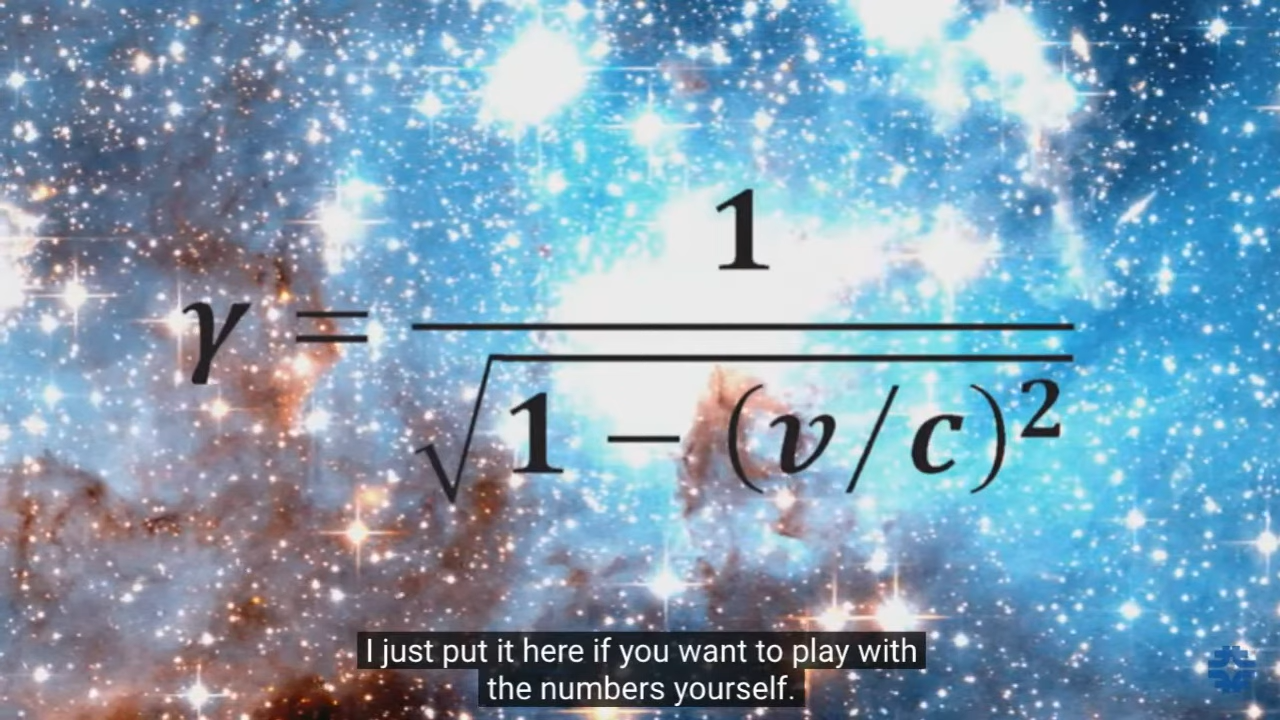 γ = 1 / √1 − (v/c)²
I just put it here if you want to play with
the numbers yourself.